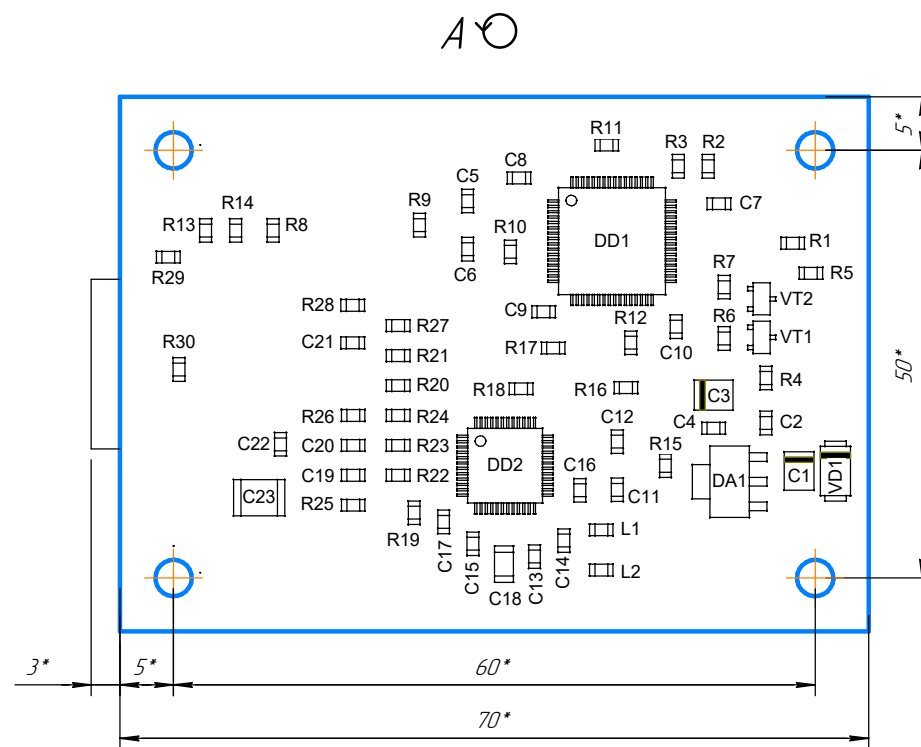 А
5*
R11
R3 R2
C8
C5
C7
R13 R14 R8
R9
R10
DD1
R1
C6
R29
R5
R7
VT2
R28
C9
R27
R12
R6
VT1
C21
R17
C10
R30
R21
50*
R20
R18
R16
R4
C3
R26
R24
C12
C4
C2
C22
C20
R23
DD2
C16
R15
C19
R22
DA1
C1
VD1
C23
C11
R25
R19
C17
L1
C15
C18
C13
C14
L2
3*
5*
60*
70*